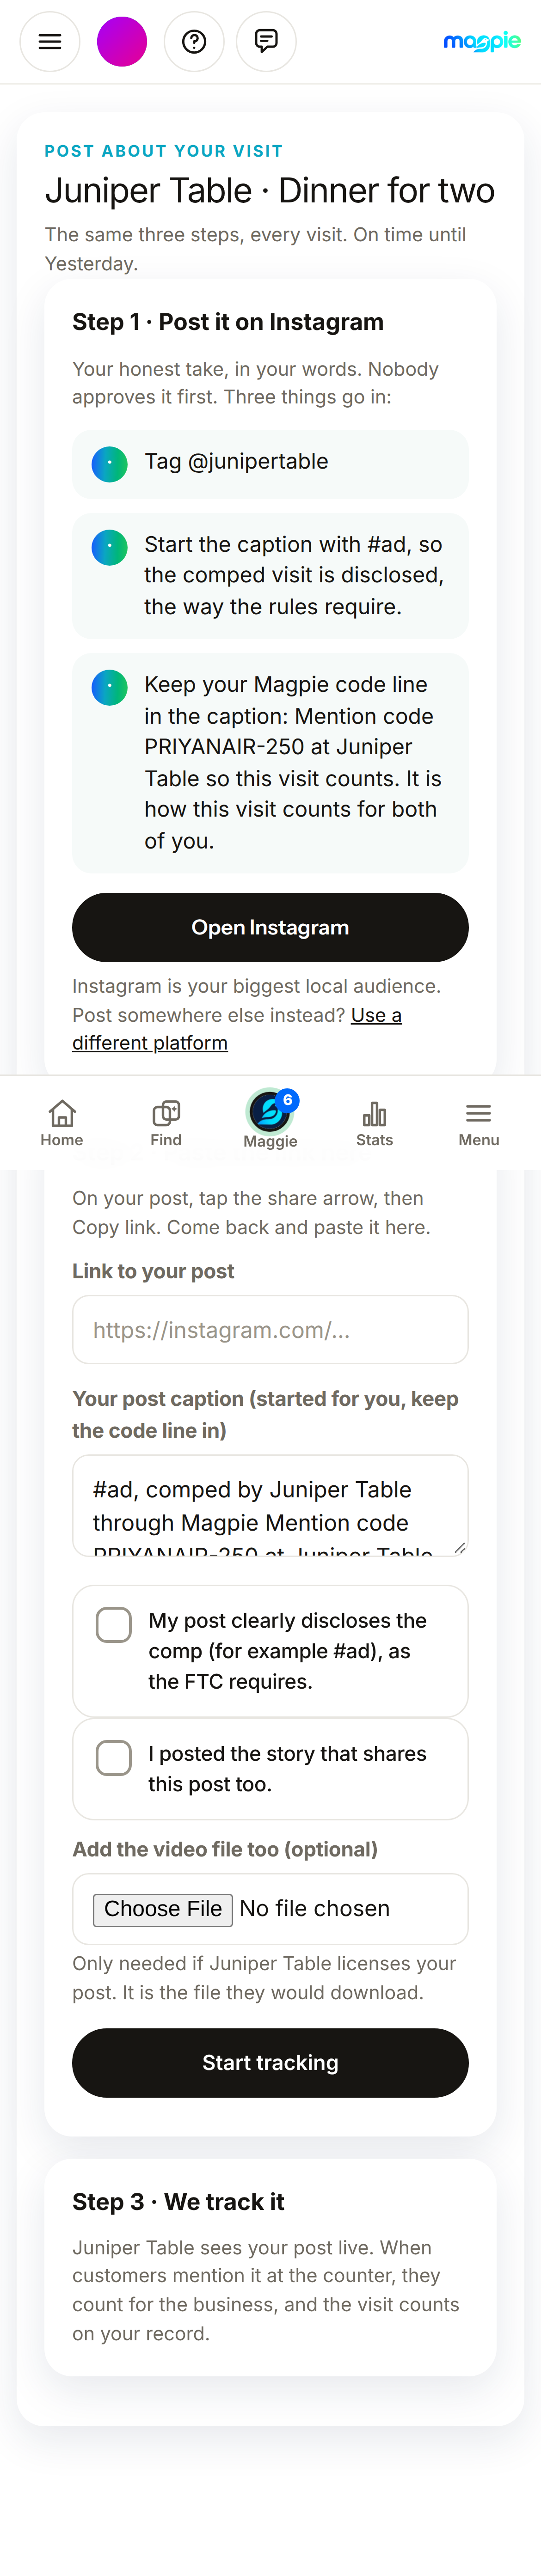 magpie
POST ABOUT YOUR VISIT
Juniper Table · Dinner for two
The same three steps, every visit. On time until
Yesterday.
Step 1 · Post it on Instagram
Your honest take, in your words. Nobody
approves it first. Three things go in:
Tag @junipertable
Start the caption with #ad, so
the comped visit is disclosed,
the way the rules require.
Keep your Magpie code line
in the caption: Mention code
PRIYANAIR-250 at Juniper
Table so this visit counts. It is
how this visit counts for both
of you.
Open Instagram
Instagram is your biggest local audience.
Post somewhere else instead? Use a
different platform
6
Home Find Maggie Stats Menu
On your post, tap the share arrow, then
Copy link. Come back and paste it here.
Link to your post
https://instagram.com/...
Your post caption (started for you, keep
the code line in)
#ad, comped by Juniper Table
through Magpie Mention code
PRIYANAIR-250 at Juniper Table
My post clearly discloses the
comp (for example #ad), as
the FTC requires.
I posted the story that shares
this post too.
Add the video file too (optional)
Choose File No file chosen
Only needed if Juniper Table licenses your
post. It is the file they would download.
Start tracking
Step 3 · We track it
Juniper Table sees your post live. When
customers mention it at the counter, they
count for the business, and the visit counts
on your record.